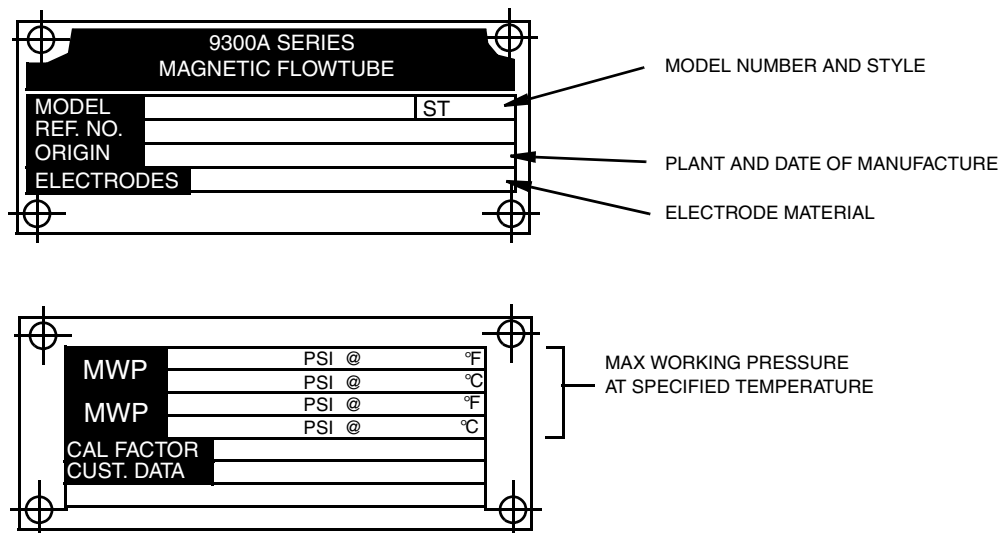 9300A SERIES
MAGNETIC FLOWTUBE
MODEL ST
REF. NO.
ORIGIN
ELECTRODES
MODEL NUMBER AND STYLE
PLANT AND DATE OF MANUFACTURE
ELECTRODE MATERIAL
MWP PSI @ °F
PSI @ °C
MWP PSI @ °F
PSI @ °C
CAL FACTOR
CUST. DATA
MAX WORKING PRESSURE
AT SPECIFIED TEMPERATURE